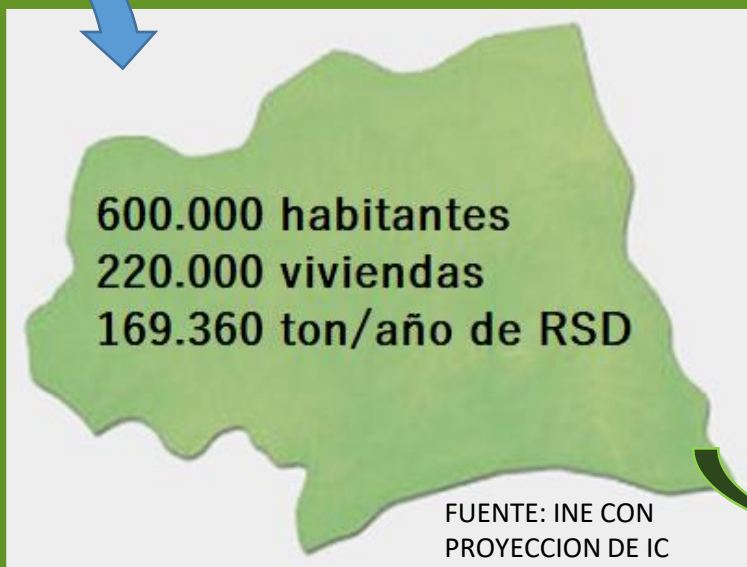 600.000 habitantes
220.000 viviendas
169.360 ton/año de RSD
FUENTE: INE CON
PROYECCION DE IC